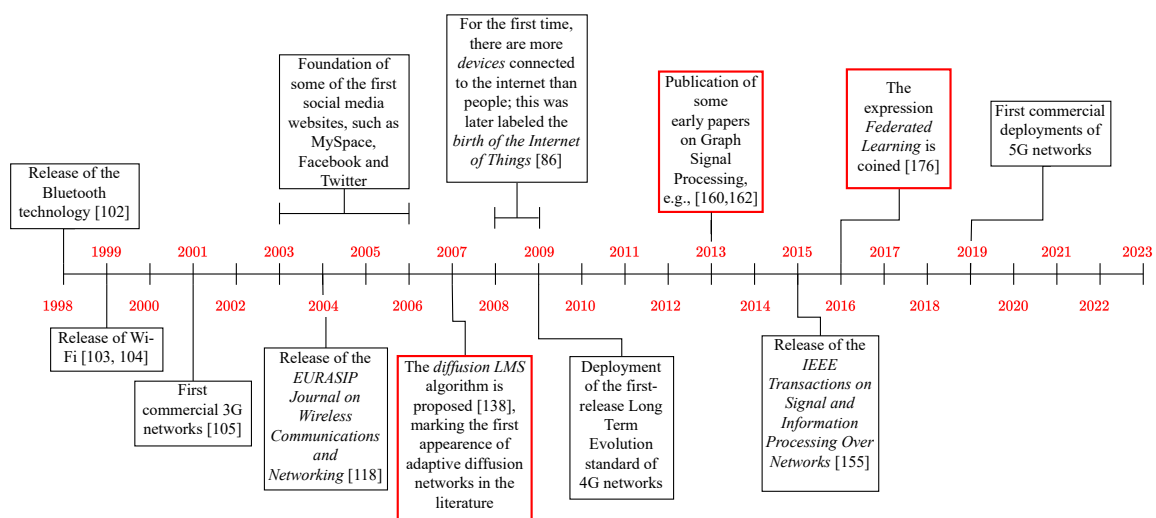 For the first time,
there are more
devices connected
to the internet than
people; this was
later labeled the
birth of the Internet
of Things [86]
Foundation of
some of the first
social media
websites, such as
MySpace,
Facebook and
Twitter
Publication of
some
early papers
on Graph
Signal
Processing,
e.g., [160,162]
The
expression
Federated
Learning is
coined [176]
First commercial
deployments of
5G networks
Release of the
Bluetooth
technology [102]
1999 2001 2003 2005 2007 2009 2011 2013 2015 2017 2019 2021 2023
1998 2000 2002 2004 2006 2008 2010 2012 2014 2016 2018 2020 2022
Release of Wi-
Fi [103, 104]
First
commercial 3G
networks [105]
Release of the
EURASIP
Journal on
Wireless
Communications
and
Networking [118]
The diffusion LMS
algorithm is
proposed [138],
marking the first
appearence of
adaptive diffusion
networks in the
literature
Deployment
of the first-
release Long
Term
Evolution
standard of
4G networks
Release of the
IEEE
Transactions on
Signal and
Information
Processing Over
Networks [155]